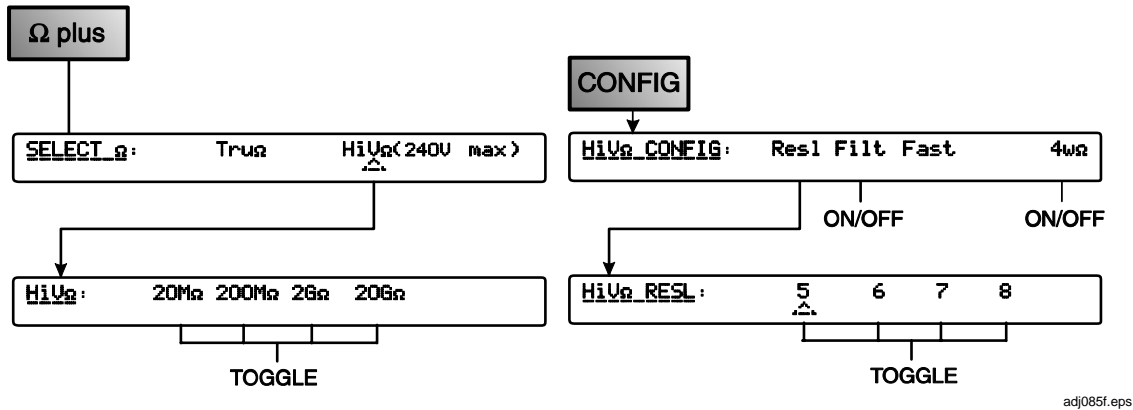 Ω plus
SELECT Ω: TruΩ HiVΩ(240V max)
HiVΩ: 20MΩ 200MΩ 2GΩ 20GΩ
TOGGLE
CONFIG
HiVΩ CONFIG: Resl Filt Fast 4wΩ
ON/OFF ON/OFF
HiVΩ RESL: 5 6 7 8
TOGGLE
adj085f.eps